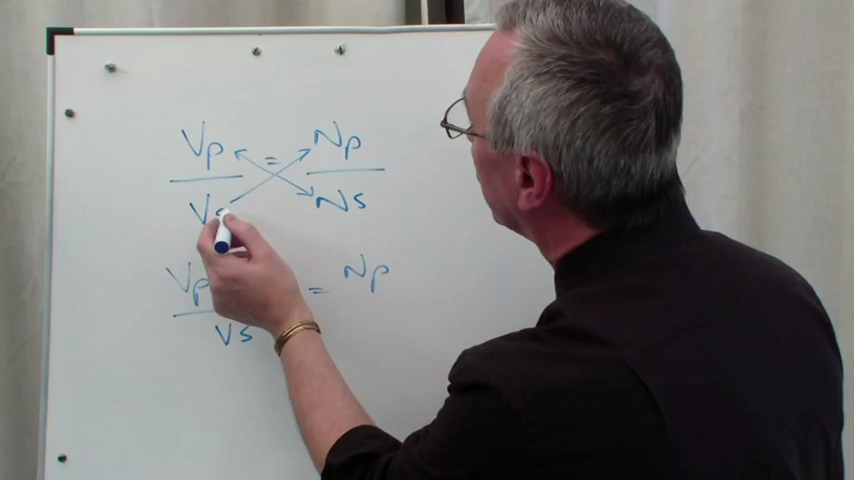 Vp = Np
Vs Ns
Vp = Np
Vs